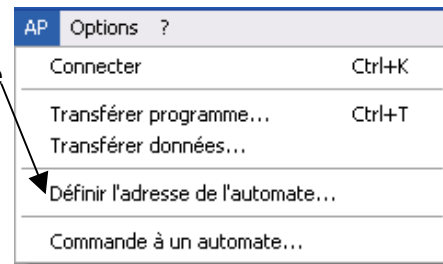 AP Options ?
Connecter Ctrl+K
Transférer programme... Ctrl+T
Transférer données...
Définir l'adresse de l'automate...
Commande à un automate...